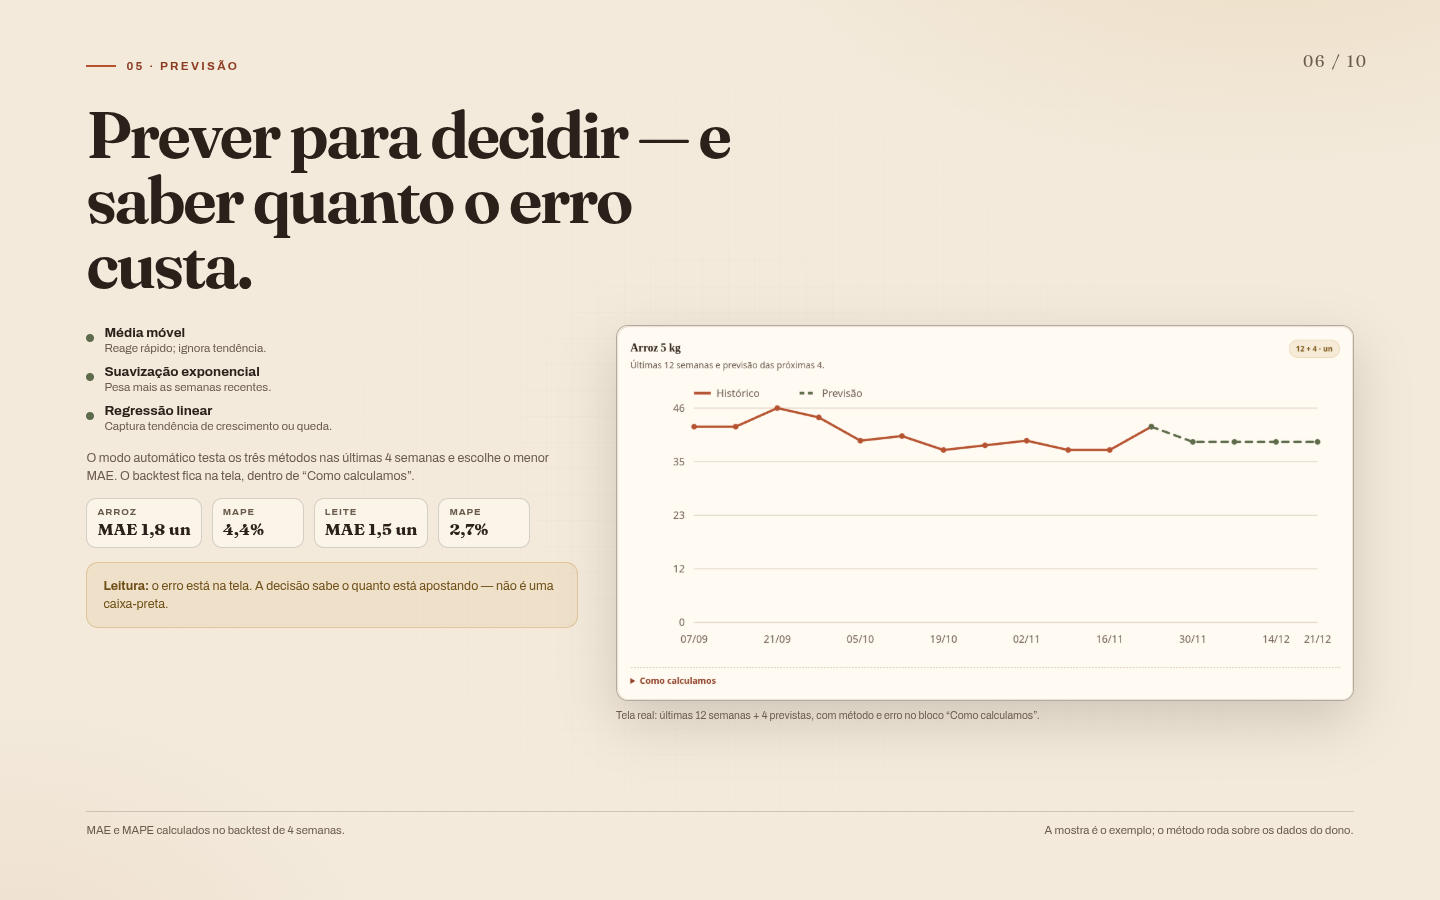 05 · PREVISÃO
06 / 10
Prever para decidir — e
saber quanto o erro
custa.
Média móvel
Reage rápido; ignora tendência.
Suavização exponencial
Pesa mais as semanas recentes.
Regressão linear
Captura tendência de crescimento ou queda.
O modo automático testa os três métodos nas últimas 4 semanas e escolhe o menor
MAE. O backtest fica na tela, dentro de “Como calculamos”.
ARROZ
MAE 1,8 un
MAPE
4,4%
LEITE
MAE 1,5 un
MAPE
2,7%
Leitura: o erro está na tela. A decisão sabe o quanto está apostando — não é uma
caixa-preta.
Arroz 5 kg
12 + 4 · un
Últimas 12 semanas e previsão das próximas 4.
Histórico
Previsão
46
35
23
12
0
07/09
21/09
05/10
19/10
02/11
16/11
30/11
14/12
21/12
Como calculamos
Tela real: últimas 12 semanas + 4 previstas, com método e erro no bloco “Como calculamos”.
MAE e MAPE calculados no backtest de 4 semanas.
A mostra é o exemplo; o método roda sobre os dados do dono.